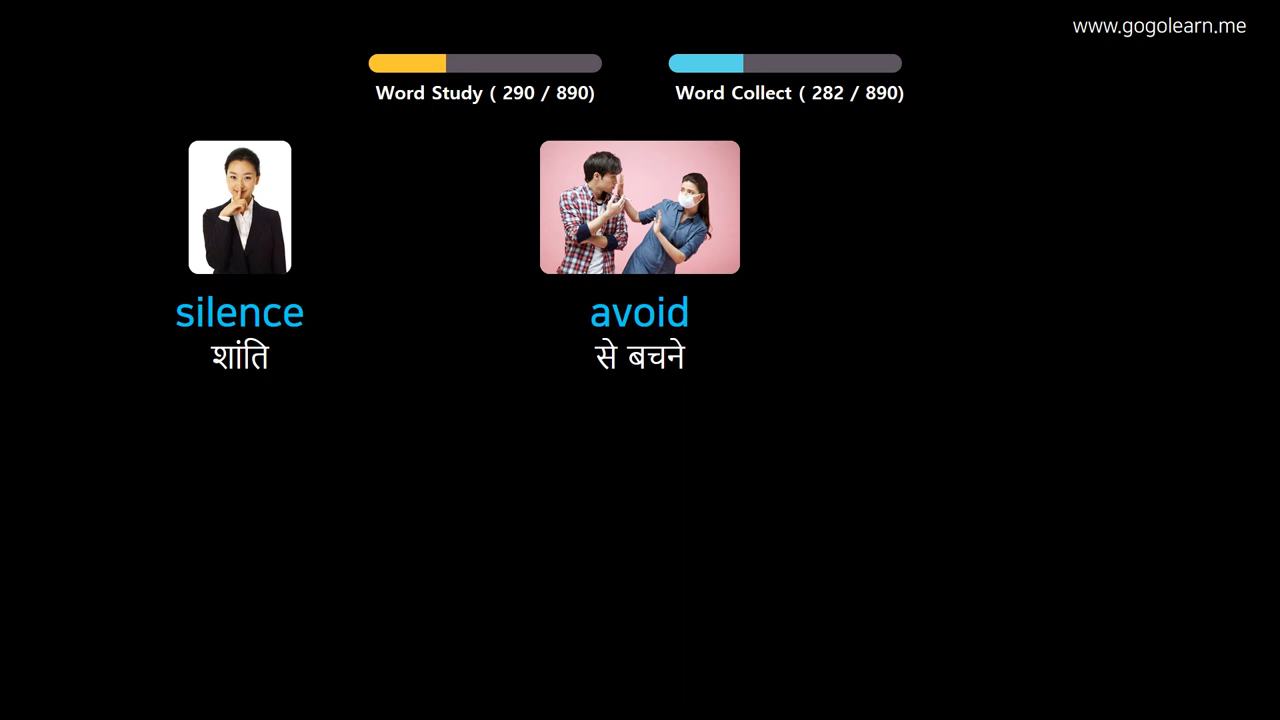 www.gogolearn.me
Word Study ( 290 / 890)
Word Collect ( 282 / 890)
silence
शांति
avoid
से बचने